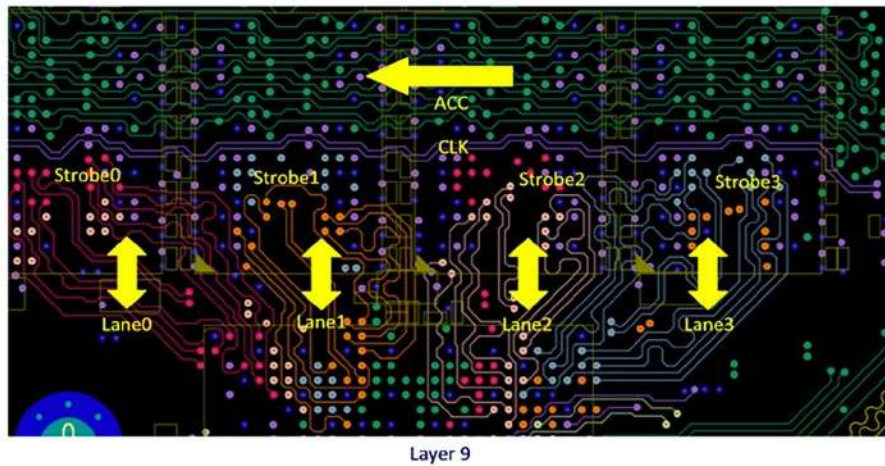 ACC
CLK
Strobe0
Strobe1
Strobe2
Strobe3
Lane0
Lane1
Lane2
Lane3
Layer 9